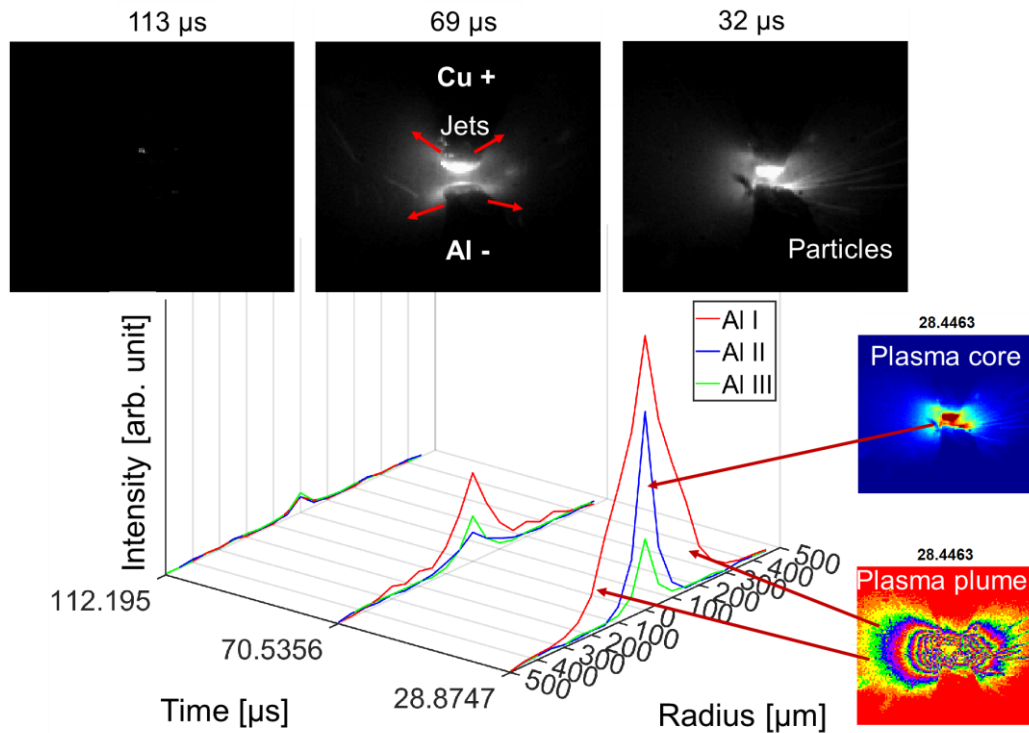 113 µs
69 µs
32 µs
Cu +
Jets
Al -
Particles
Intensity [arb. unit]
Al I
Al II
Al III
28.4463
Plasma core
28.4463
Plasma plume
112.195
70.5356
28.8747
Time [µs]
500
400
300
200
100
0
100
200
300
400
500
Radius [µm]